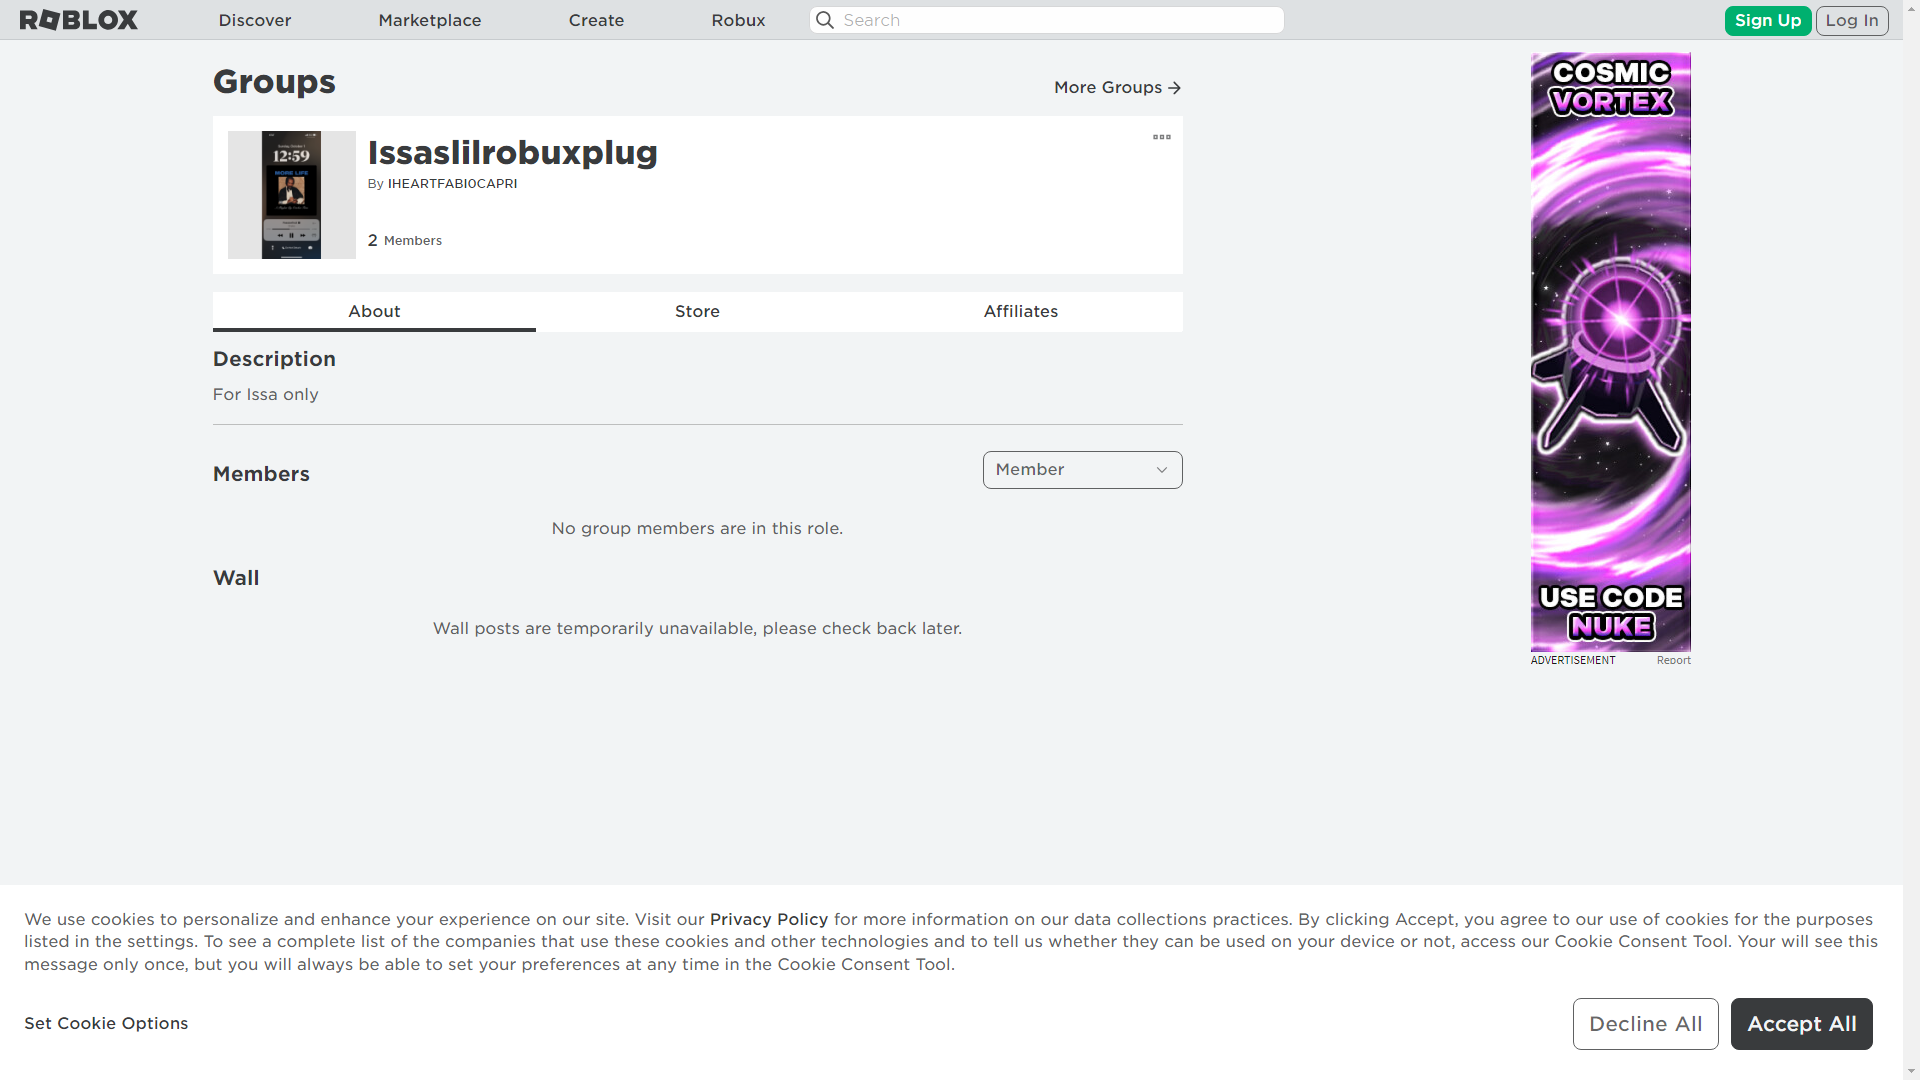 ROBLOX
Discover
Marketplace
Create
Robux
Search
Sign Up
Log In
Groups
More Groups
12:59
MORE LIFE
Issaslilrobuxplug
By IHEARTFABI0CAPRI
2 Members
About
Store
Affiliates
Description
For Issa only
Members
Member
No group members are in this role.
Wall
Wall posts are temporarily unavailable, please check back later.
COSMIC
VORTEX
USE CODE
NUKE
ADVERTISEMENT
Report
We use cookies to personalize and enhance your experience on our site. Visit our Privacy Policy for more information on our data collections practices. By clicking Accept, you agree to our use of cookies for the purposes
listed in the settings. To see a complete list of the companies that use these cookies and other technologies and to tell us whether they can be used on your device or not, access our Cookie Consent Tool. Your will see this
message only once, but you will always be able to set your preferences at any time in the Cookie Consent Tool.
Set Cookie Options
Decline All
Accept All